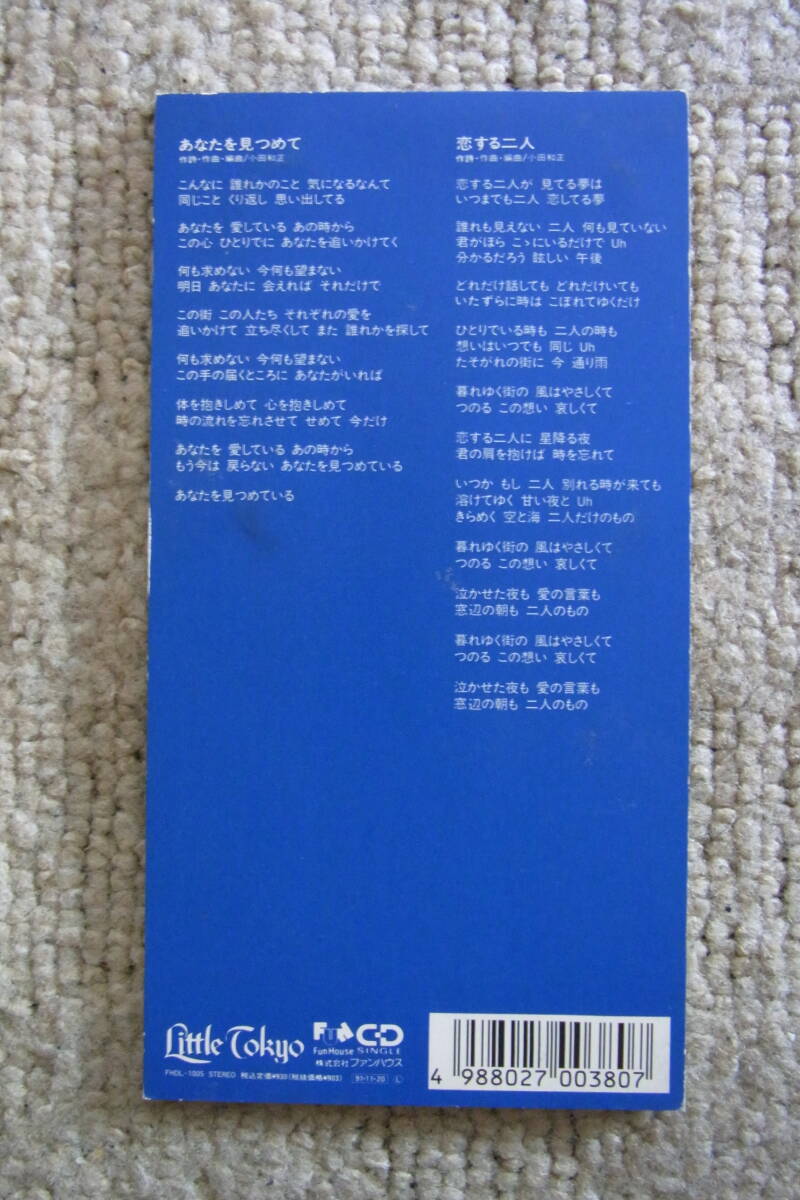 あなたを見つめて
作詩・作曲・編曲/小田和正
こんなに 誰れかのこと 気になるなんて
同じこと くり返し 思い出してる
あなたを 愛している あの時から
この心 ひとりでに あなたを追いかけてく
何も求めない 今何も望まない
明日 あなたに 会えれば それだけで
この街 この人たち それぞれの愛を
追いかけて 立ち尽くして また 誰れかを探して
何も求めない 今何も望まない
この手の届くところに あなたがいれば
体を抱きしめて 心を抱きしめて
時の流れを忘れさせて せめて 今だけ
あなたを 愛している あの時から
もう今は 戻らない あなたを見つめている
あなたを見つめている
恋する二人
作詩・作曲・編曲/小田和正
恋する二人が 見てる夢は
いつまでも二人 恋してる夢
誰れも見えない 二人 何も見ていない
君がほら こゝにいるだけで Uh
分かるだろう 眩しい 午後
どれだけ話しても どれだけいても
いたずらに時は こぼれてゆくだけ
ひとりでいる時も 二人の時も
想いはいつでも 同じ Uh
たそがれの街に 今 通り雨
暮れゆく街の 風はやさしくて
つのる この想い 哀しくて
恋する二人に 星降る夜
君の肩を抱けば 時を忘れて
いつか もし 二人 別れる時が来ても
溶けてゆく 甘い夜と Uh
きらめく 空と海 二人だけのもの
暮れゆく街の 風はやさしくて
つのる この想い 哀しくて
泣かせた夜も 愛の言葉も
窓辺の朝も 二人のもの
暮れゆく街の 風はやさしくて
つのる この想い 哀しくて
泣かせた夜も 愛の言葉も
窓辺の朝も 二人のもの
Little Tokyo
Fun CD
FunHouse SINGLE
株式会社ファンハウス
FHDL-1005 STEREO 税込定価¥930(税抜価格¥903) 91・11・20 L
4 988027 003807